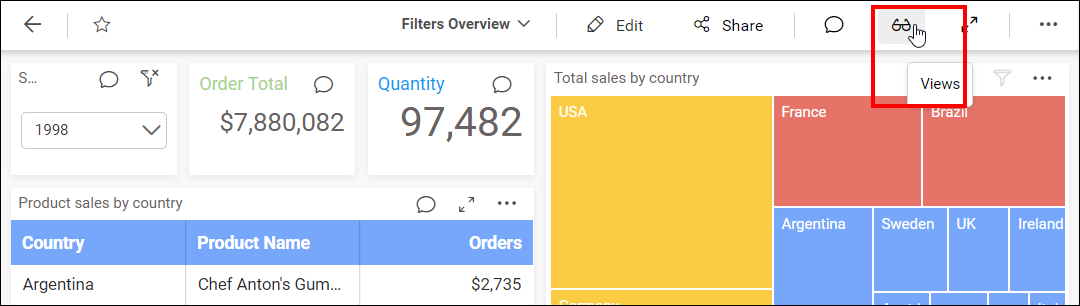 Filters Overview
Edit
Share
Views
S...
1998
Order Total
$7,880,082
Quantity
97,482
Total sales by country
USA
France
Brazil
Argentina
Sweden
UK
Ireland
Germany
Product sales by country
Country Product Name Orders
Argentina Chef Anton's Gum... $2,735